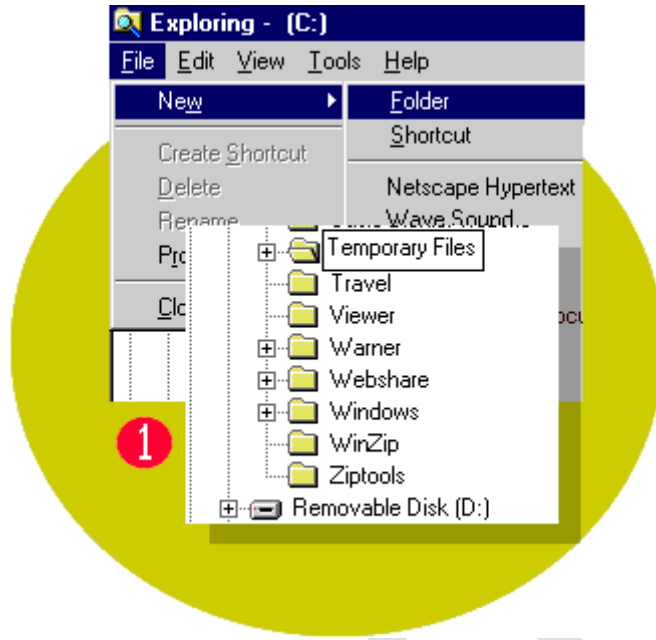 Exploring - (C:)
File Edit View Tools Help
New Folder
Shortcut
Create Shortcut
Delete Netscape Hypertext
Rename Wave Sound
Temporary Files
Travel
Viewer
Warner
Webshare
Windows
1 WinZip
Ziptools
Removable Disk (D:)